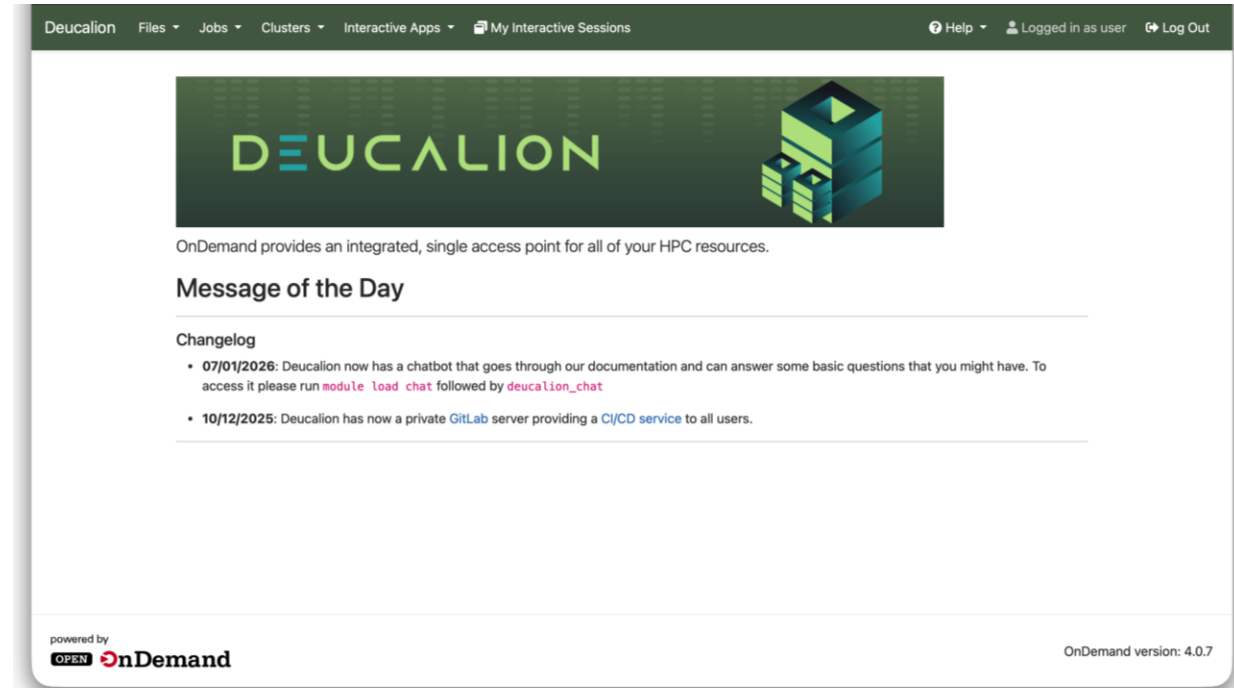 Deucalion Files Jobs Clusters Interactive Apps My Interactive Sessions Help Logged in as user Log Out
DEUCALION
OnDemand provides an integrated, single access point for all of your HPC resources.
Message of the Day
Changelog
• 07/01/2026: Deucalion now has a chatbot that goes through our documentation and can answer some basic questions that you might have. To
access it please run module load chat followed by deucalion_chat
• 10/12/2025: Deucalion has now a private GitLab server providing a CI/CD service to all users.
powered by
OPEN OnDemand
OnDemand version: 4.0.7